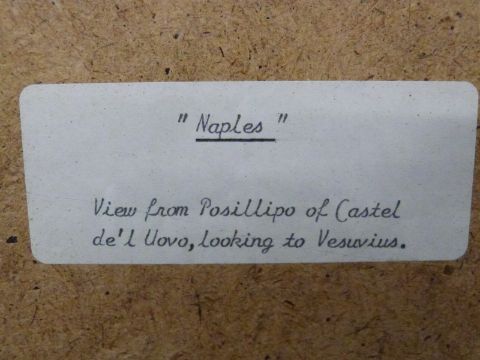 " Naples "
View from Posillipo of Castel
de'l Uovo, looking to Vesuvius.